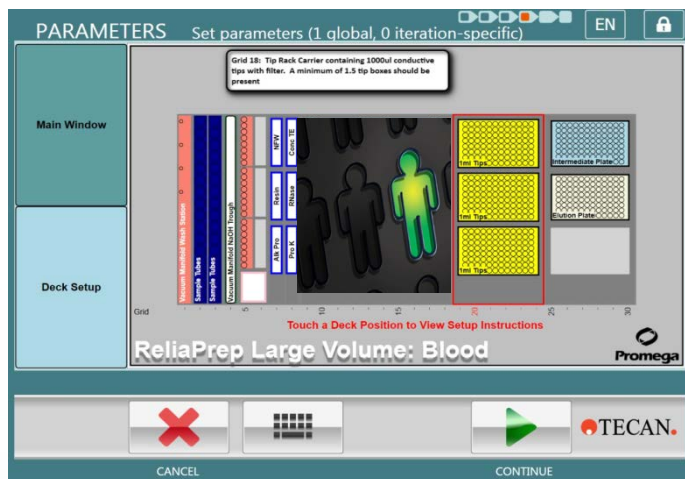 PARAMETERS Set parameters (1 global, 0 iteration-specific) EN
Grid 18: Tip Rack Carrier containing 1000ul conductive
tips with filter. A minimum of 1.5 tip boxes should be
present
Main Window
Deck Setup
Vacuum Manifold Wash Station
Sample Tubes
Sample Tubes
Vacuum Manifold NaOH Trough
NFW
Conc TE
Resin
RNase
Alk Pro
Pro K
1ml Tips
1ml Tips
1ml Tips
Intermediate Plate
Elution Plate
Grid 5 10 15 20 25 30
Touch a Deck Position to View Setup Instructions
ReliaPrep Large Volume: Blood
Promega
TECAN.
CANCEL CONTINUE